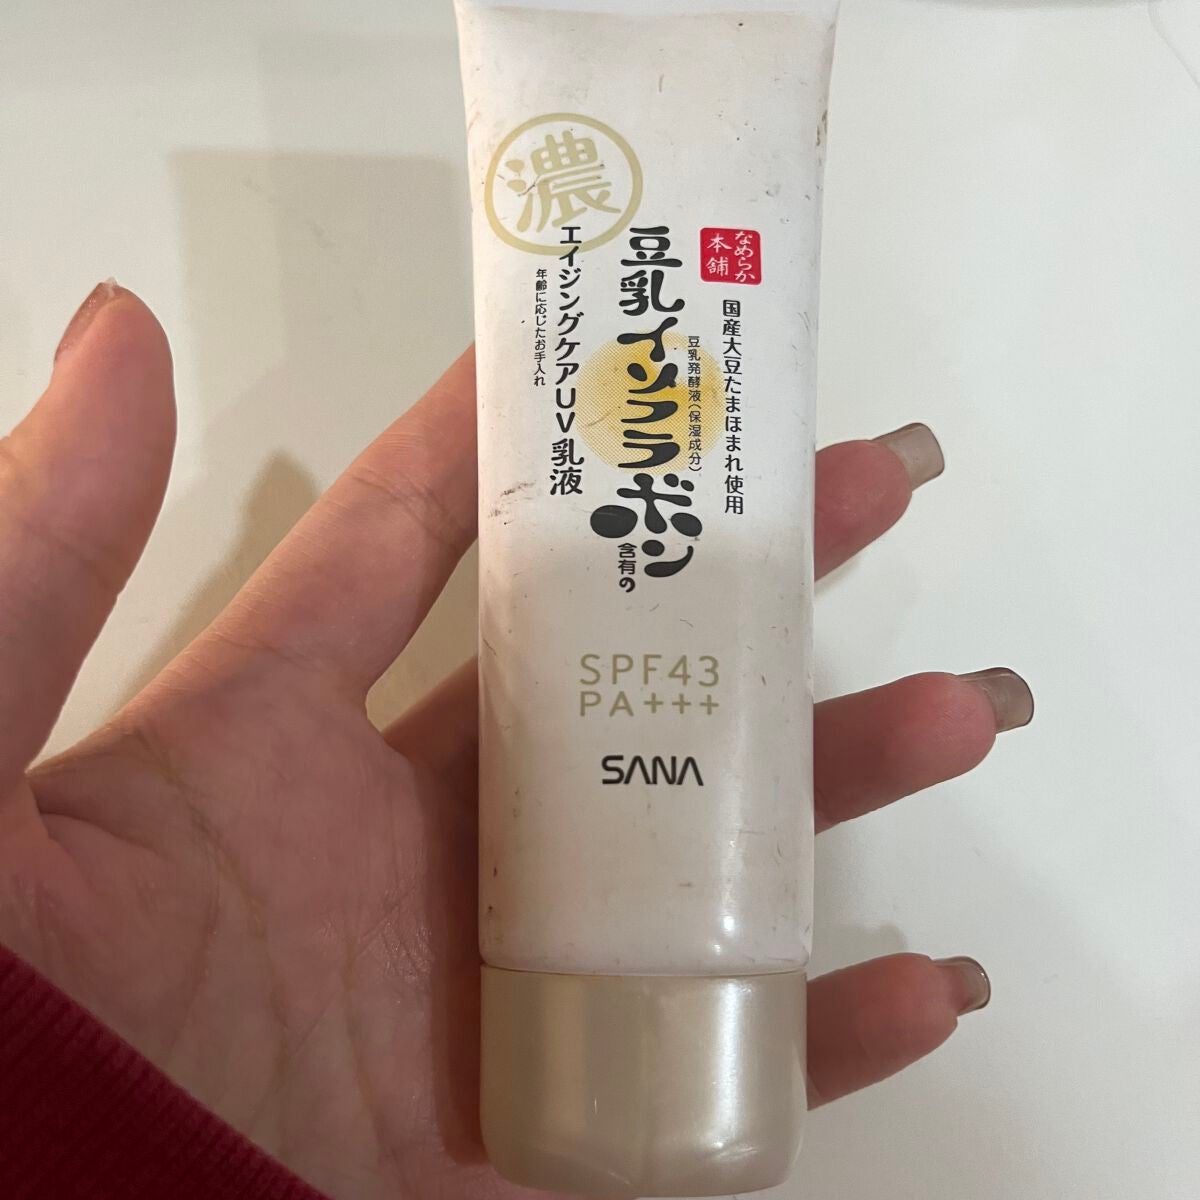 なめらか
本舗
国産大豆たまほまれ使用
豆乳発酵液(保湿成分)
豆乳イソフラボン
含有の
濃
エイジングケアUV乳液
年齢に応じたお手入れ
SPF43
PA+++
SANA